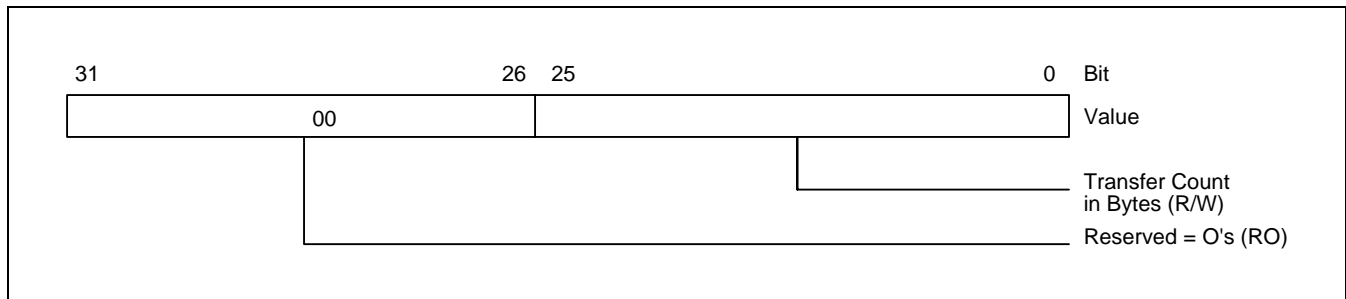 31 26 25 0 Bit
00 Value
Transfer Count
in Bytes (R/W)
Reserved = O's (RO)